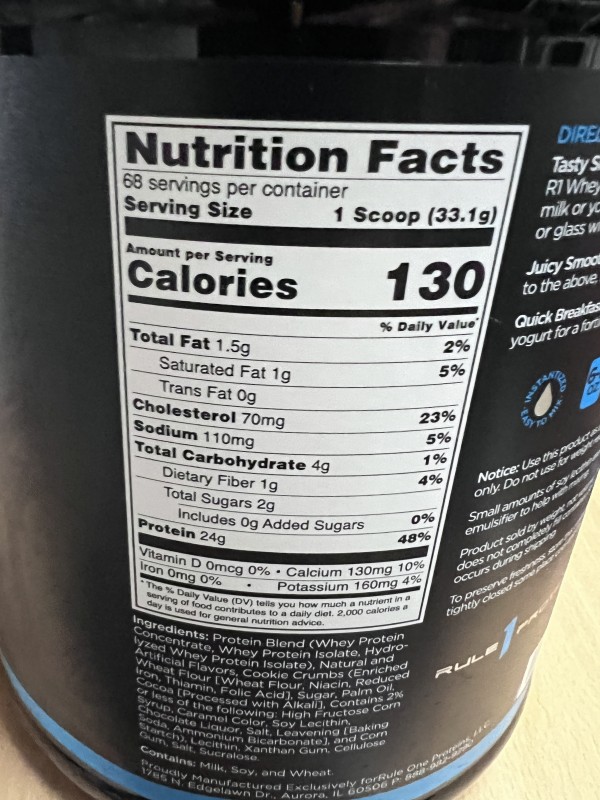 Nutrition Facts
68 servings per container
Serving Size 1 Scoop (33.1g)
Amount per Serving
Calories 130
% Daily Value*
Total Fat 1.5g 2%
Saturated Fat 1g 5%
Trans Fat 0g
Cholesterol 70mg 23%
Sodium 110mg 5%
Total Carbohydrate 4g 1%
Dietary Fiber 1g 4%
Total Sugars 2g
Includes 0g Added Sugars 0%
Protein 24g 48%
Vitamin D 0mcg 0% • Calcium 130mg 10%
Iron 0mg 0% • Potassium 160mg 4%
* The % Daily Value (DV) tells you how much a nutrient in a
serving of food contributes to a daily diet. 2,000 calories a
day is used for general nutrition advice.
Ingredients: Protein Blend (Whey Protein
Concentrate, Whey Protein Isolate, Hydro-
lyzed Whey Protein Isolate), Natural and
Artificial Flavors, Cookie Crumbs (Enriched
Wheat Flour [Wheat Flour, Niacin, Reduced
Iron, Thiamin, Folic Acid], Sugar, Palm Oil,
Cocoa [Processed with Alkali], Contains 2%
or less of the following: High Fructose Corn
Syrup, Caramel Color, Soy Lecithin,
Chocolate Liquor, Salt, Leavening [Baking
Soda, Ammonium Bicarbonate], and Corn
Starch), Lecithin, Xanthan Gum, Cellulose
Gum, Salt, Sucralose.
Contains: Milk, Soy, and Wheat.
Proudly Manufactured Exclusively forRule One Proteins, LLC
1785 N. Edgelawn Dr., Aurora, IL 60506 P:
Tasty
R1 Whey
milk or
or glass
Juicy
to the above,
Quick
yogurt for a
INSTANTIZED
EASY TO MIX
Notice: Use this product as
only. Do not use for weight
Small amounts of soy
emulsifier to help with
Product sold by weight not
does not completely fill
occurs during shipping
To preserve freshness,
tightly closed
RULE 1